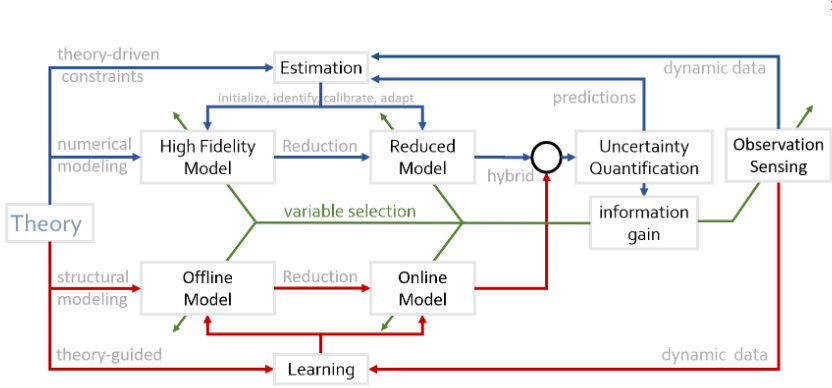 theory-driven
constraints
Estimation
dynamic data
initialize, identify, calibrate, adapt
predictions
numerical
modeling
High Fidelity
Model
Reduction
Reduced
Model
hybrid
Uncertainty
Quantification
Observation
Sensing
Theory
variable selection
information
gain
structural
modeling
Offline
Model
Reduction
Online
Model
theory-guided
Learning
dynamic data